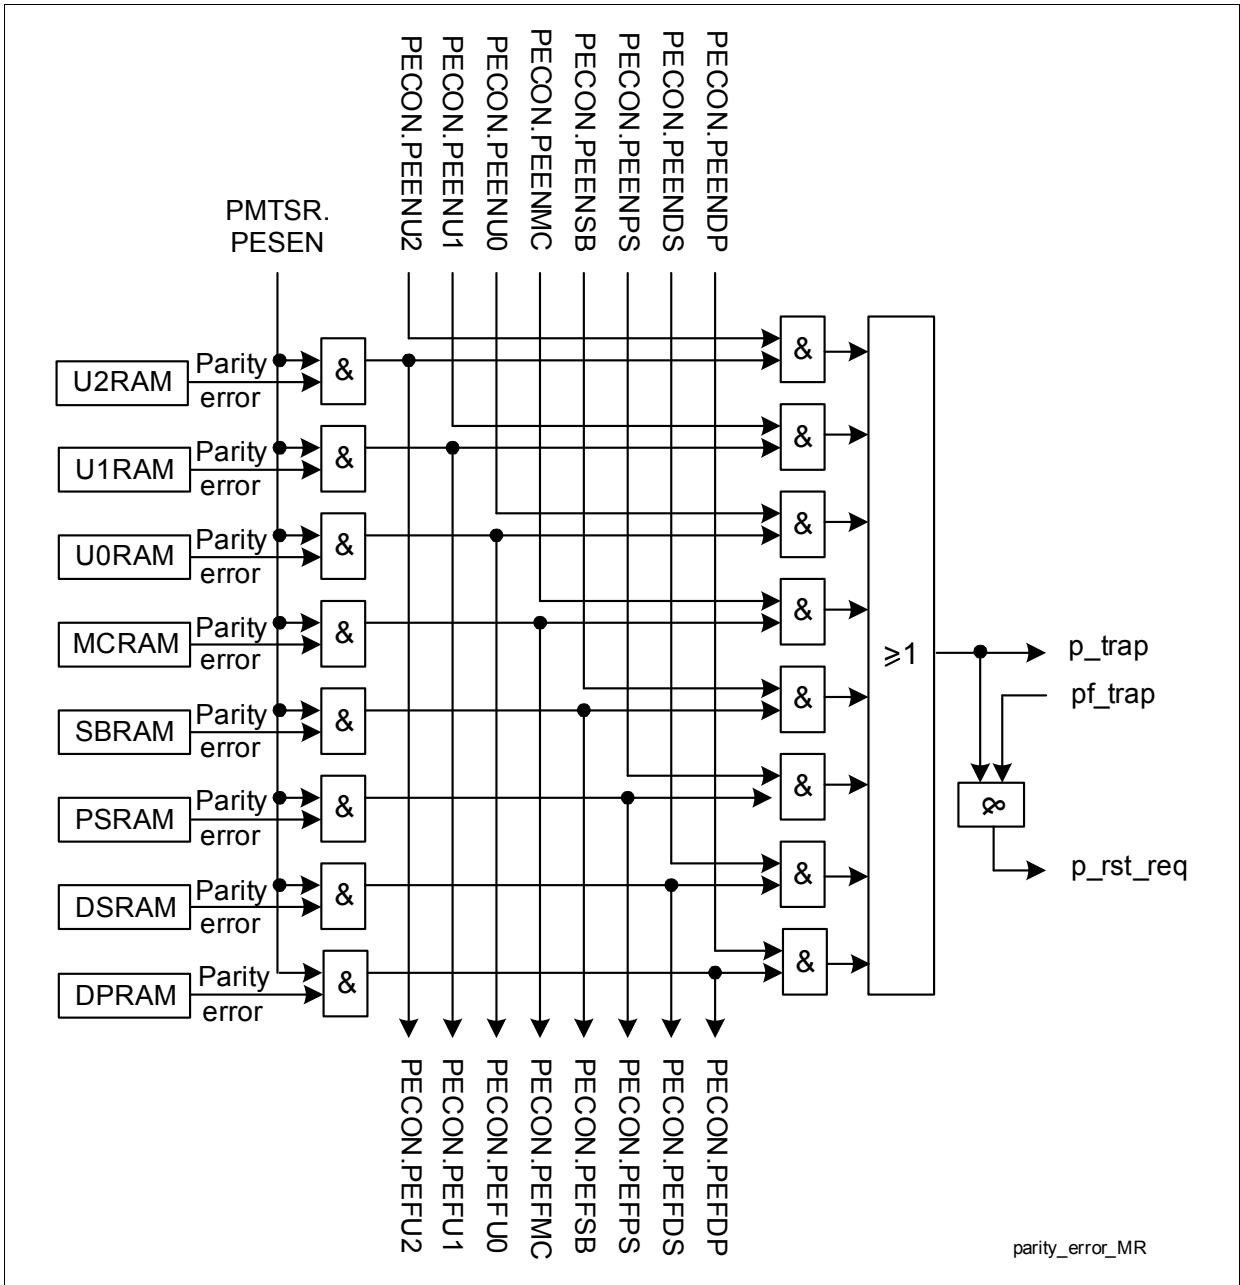 PECON.PEENU2
PECON.PEENU1
PECON.PEENU0
PECON.PEENMC
PECON.PEENSB
PECON.PEENPS
PECON.PEENDS
PECON.PEENDP
PMTSR.
PESEN
U2RAM
Parity
error
&
&
U1RAM
Parity
error
&
&
U0RAM
Parity
error
&
&
MCRAM
Parity
error
&
&
SBRAM
Parity
error
&
&
PSRAM
Parity
error
&
&
DSRAM
Parity
error
&
&
DPRAM
Parity
error
&
&
⩾1
p_trap
pf_trap
&
p_rst_req
PECON.PEFU2
PECON.PEFU1
PECON.PEFU0
PECON.PEFMC
PECON.PEFSB
PECON.PEFPS
PECON.PEFDS
PECON.PEFDP
parity_error_MR